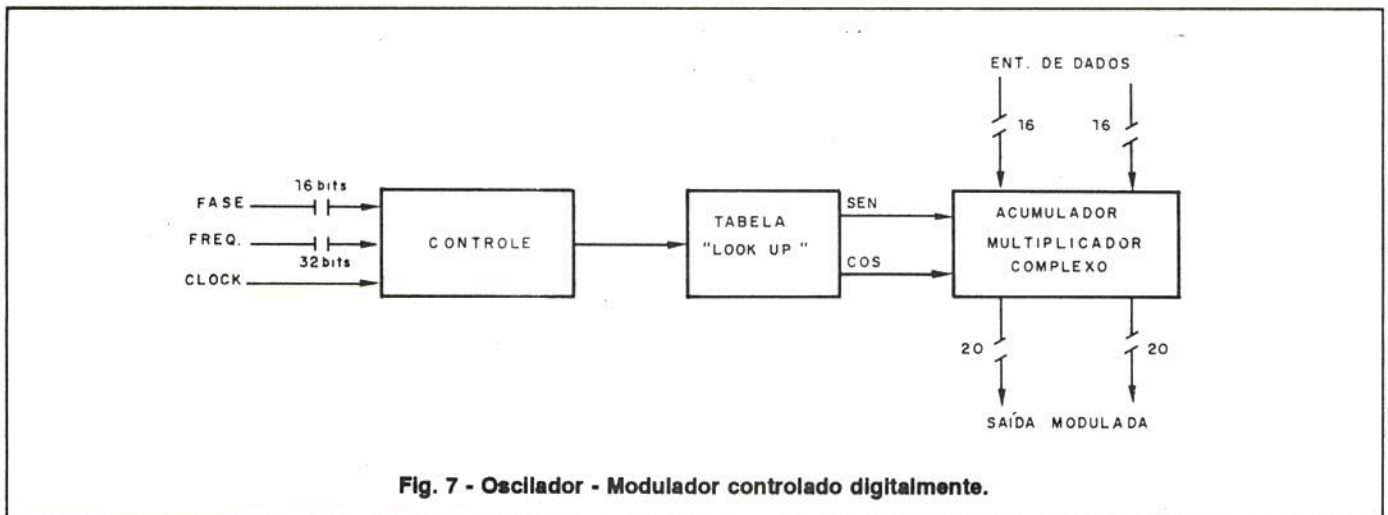 ENT. DE DADOS
16 16
16 bits
FASE
FREQ.
32 bits
CLOCK
CONTROLE
TABELA
"LOOK UP"
SEN
COS
ACUMULADOR
MULTIPLICADOR
COMPLEXO
20 20
SAÍDA MODULADA
Fig. 7 - Oscilador - Modulador controlado digitalmente.